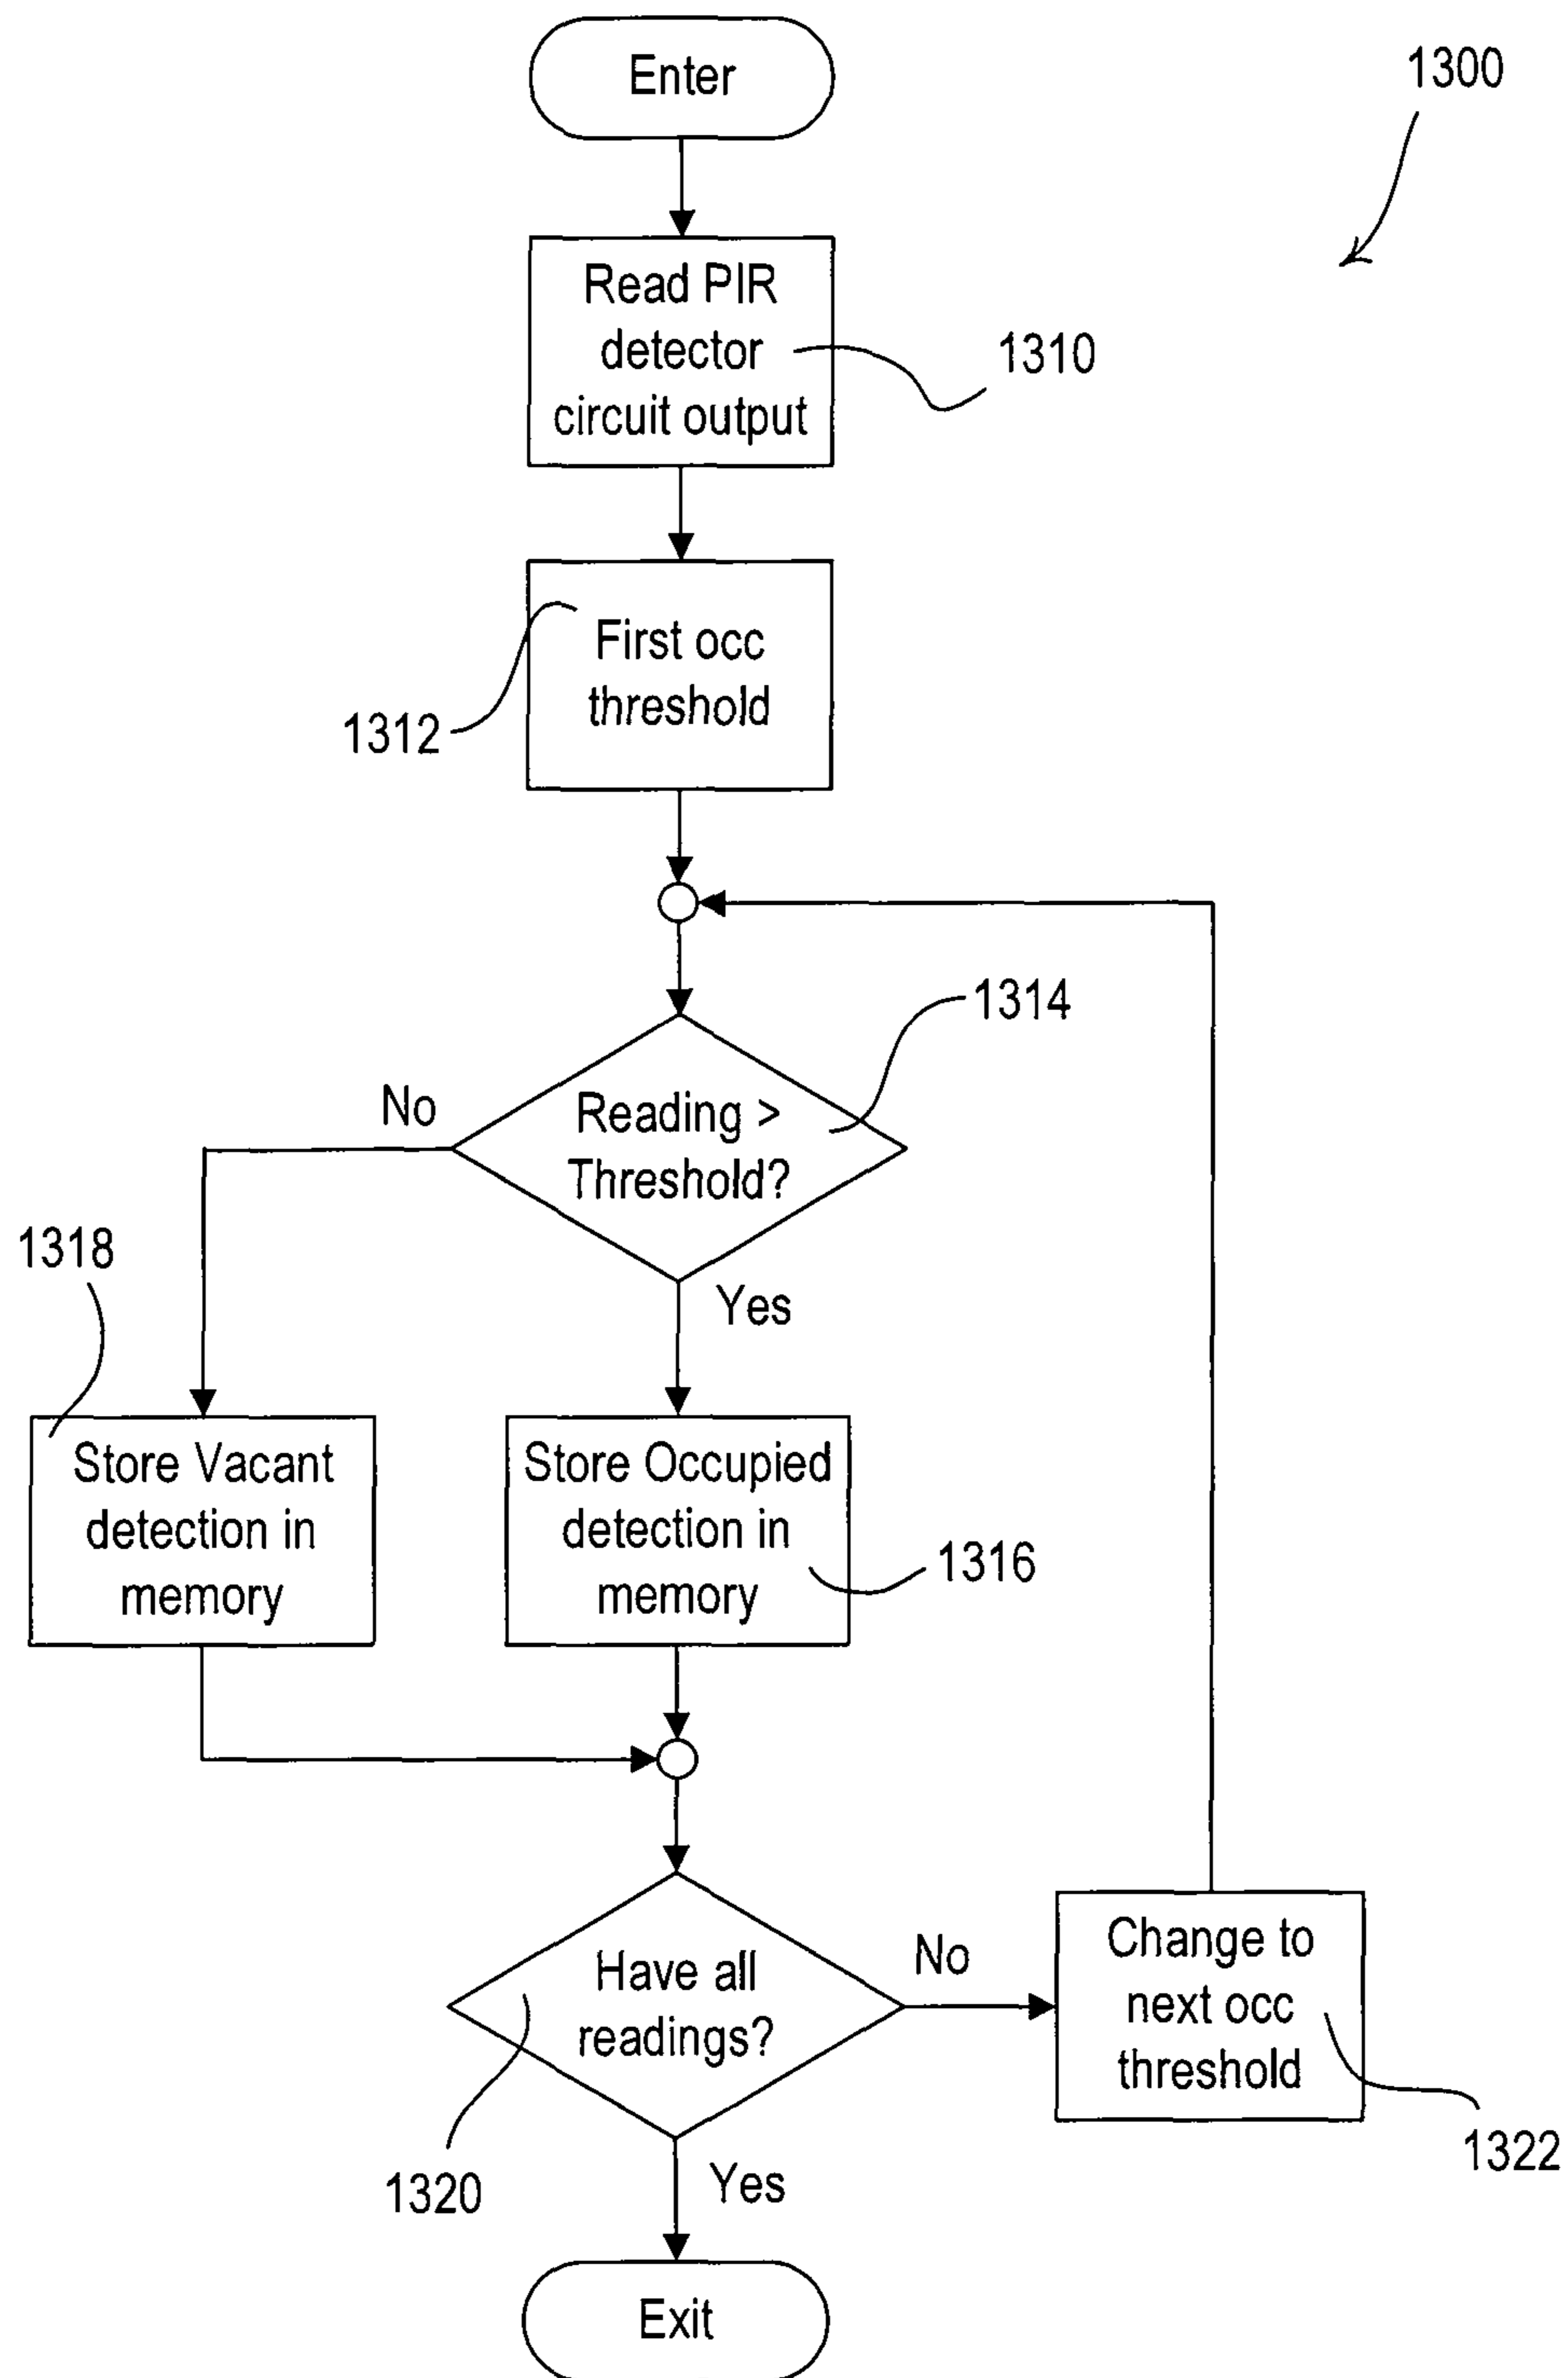 Enter
1300
Read PIR
detector
circuit output
1310
First occ
threshold
1312
1314
Reading >
Threshold?
No
Yes
1318
Store Vacant
detection in
memory
Store Occupied
detection in
memory
1316
Have all
readings?
No
Change to
next occ
threshold
1320
Yes
1322
Exit